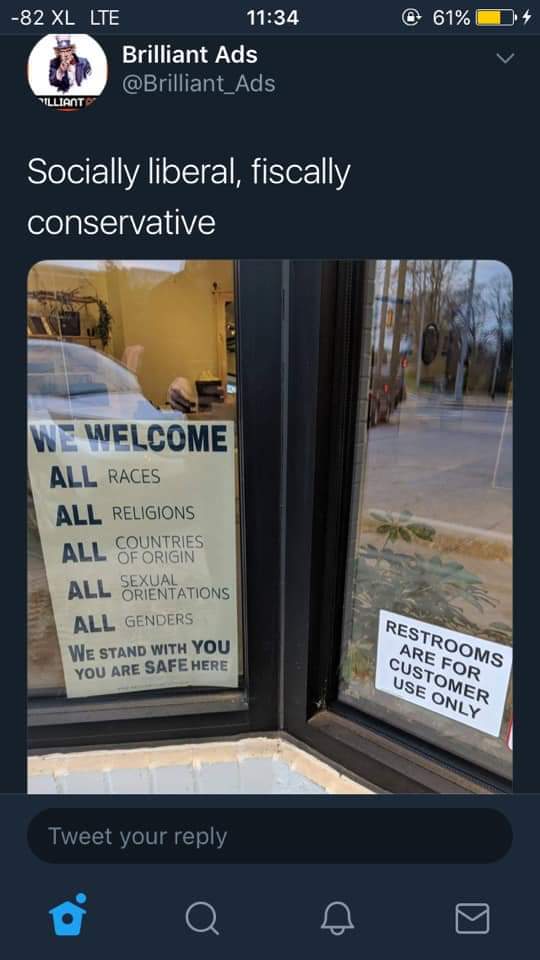 -82 XL LTE 11:34 61%
Brilliant Ads
@Brilliant_Ads
Socially liberal, fiscally
conservative
WE WELCOME
ALL RACES
ALL RELIGIONS
ALL COUNTRIES
OF ORIGIN
ALL SEXUAL
ORIENTATIONS
ALL GENDERS
WE STAND WITH YOU
YOU ARE SAFE HERE
RESTROOMS
ARE FOR
CUSTOMER
USE ONLY
Tweet your reply